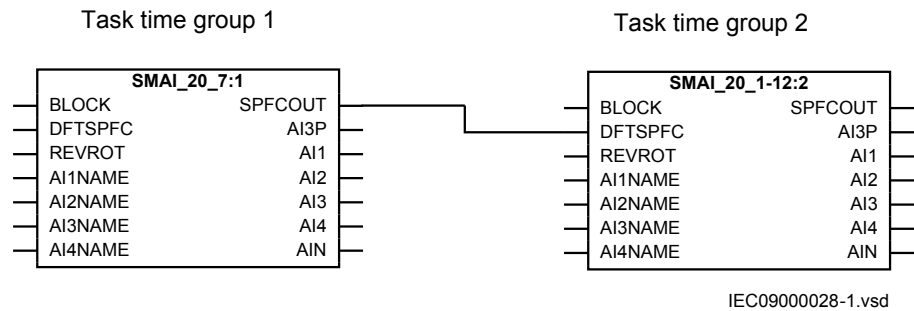 Task time group 1
Task time group 2
SMAI_20_7:1
BLOCK SPFCOUT
DFTSPFC AI3P
REVROT AI1
AI1NAME AI2
AI2NAME AI3
AI3NAME AI4
AI4NAME AIN
SMAI_20_1-12:2
BLOCK SPFCOUT
DFTSPFC AI3P
REVROT AI1
AI1NAME AI2
AI2NAME AI3
AI3NAME AI4
AI4NAME AIN
IEC09000028-1.vsd